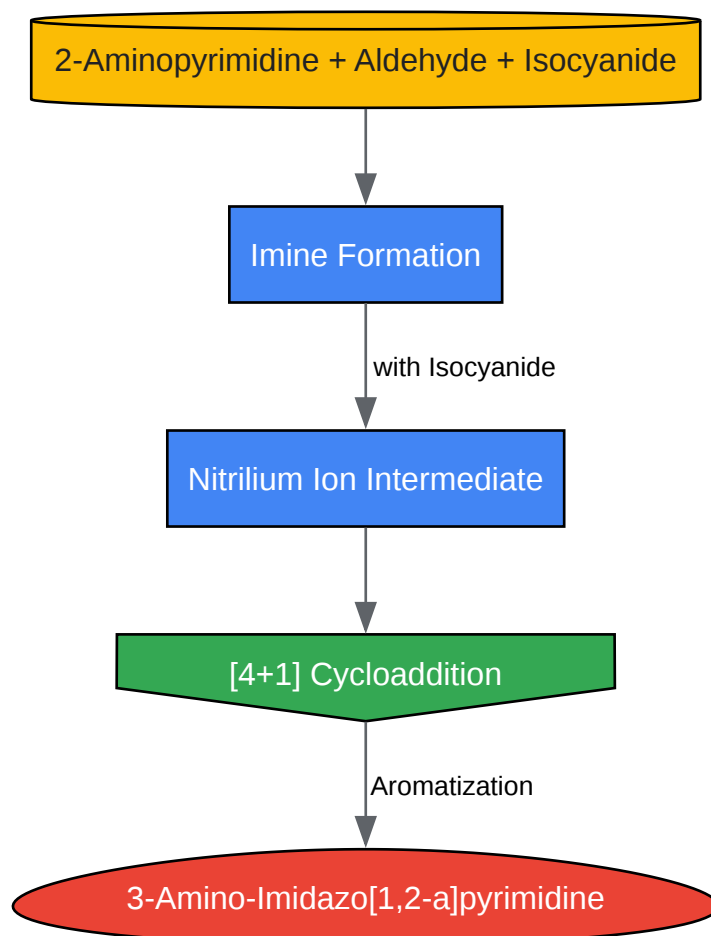 2-Aminopyrimidine + Aldehyde + Isocyanide
Imine Formation
with Isocyanide
Nitrilium Ion Intermediate
[4+1] Cycloaddition
Aromatization
3-Amino-Imidazo[1,2-a]pyrimidine